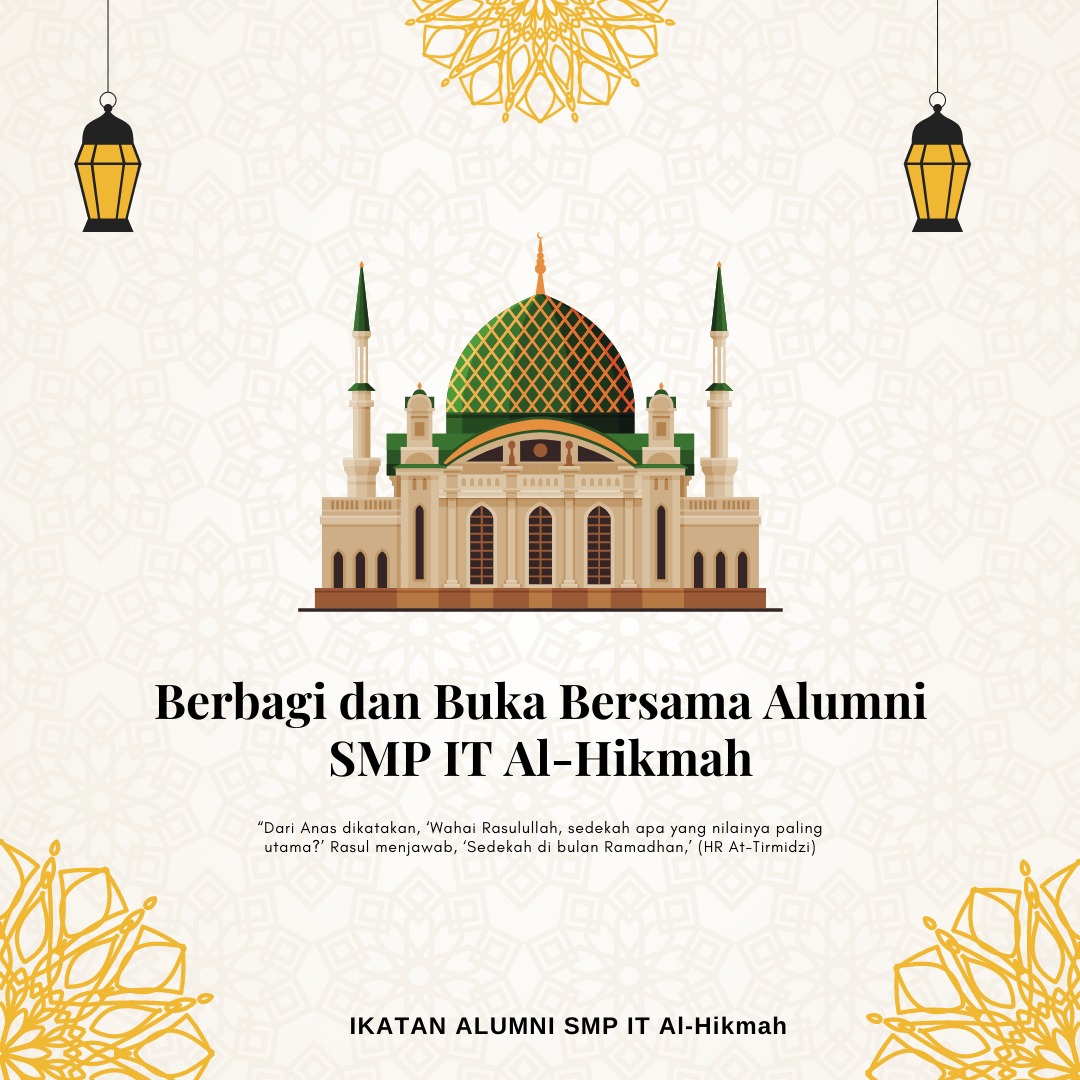 Berbagi dan Buka Bersama Alumni
SMP IT Al-Hikmah
“Dari Anas dikatakan, ‘Wahai Rasulullah, sedekah apa yang nilainya paling
utama?’ Rasul menjawab, ‘Sedekah di bulan Ramadhan,’ (HR At-Tirmidzi)
IKATAN ALUMNI SMP IT Al-Hikmah